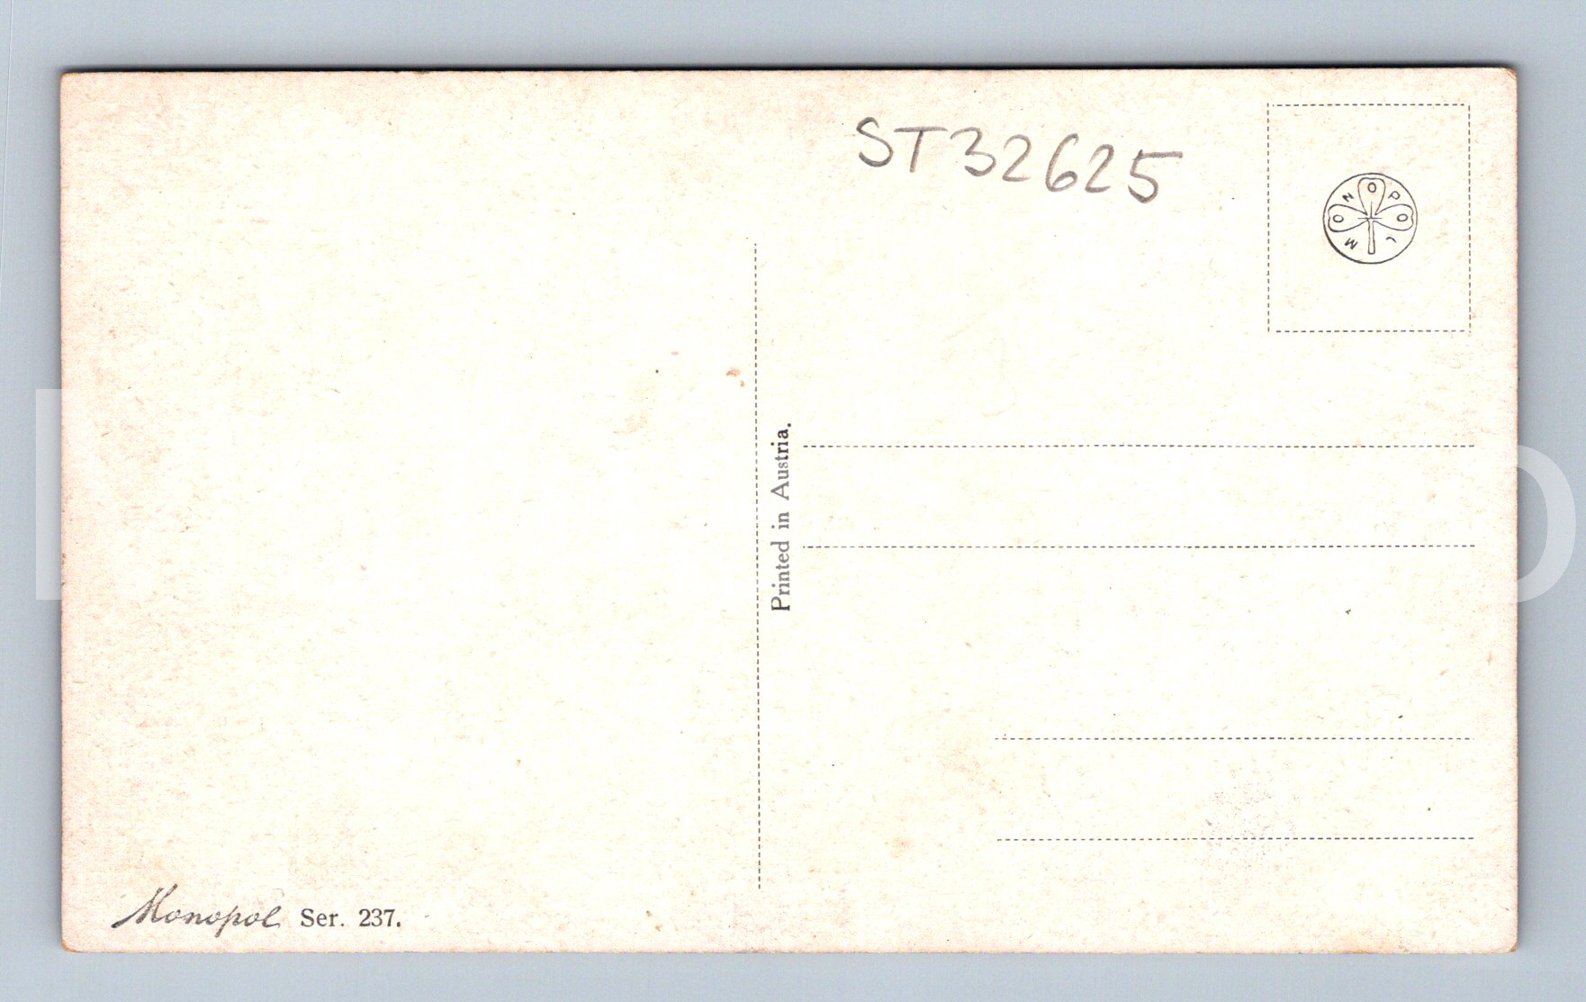 ST32625
MONOPOL
Printed in Austria.
Monopol Ser. 237.